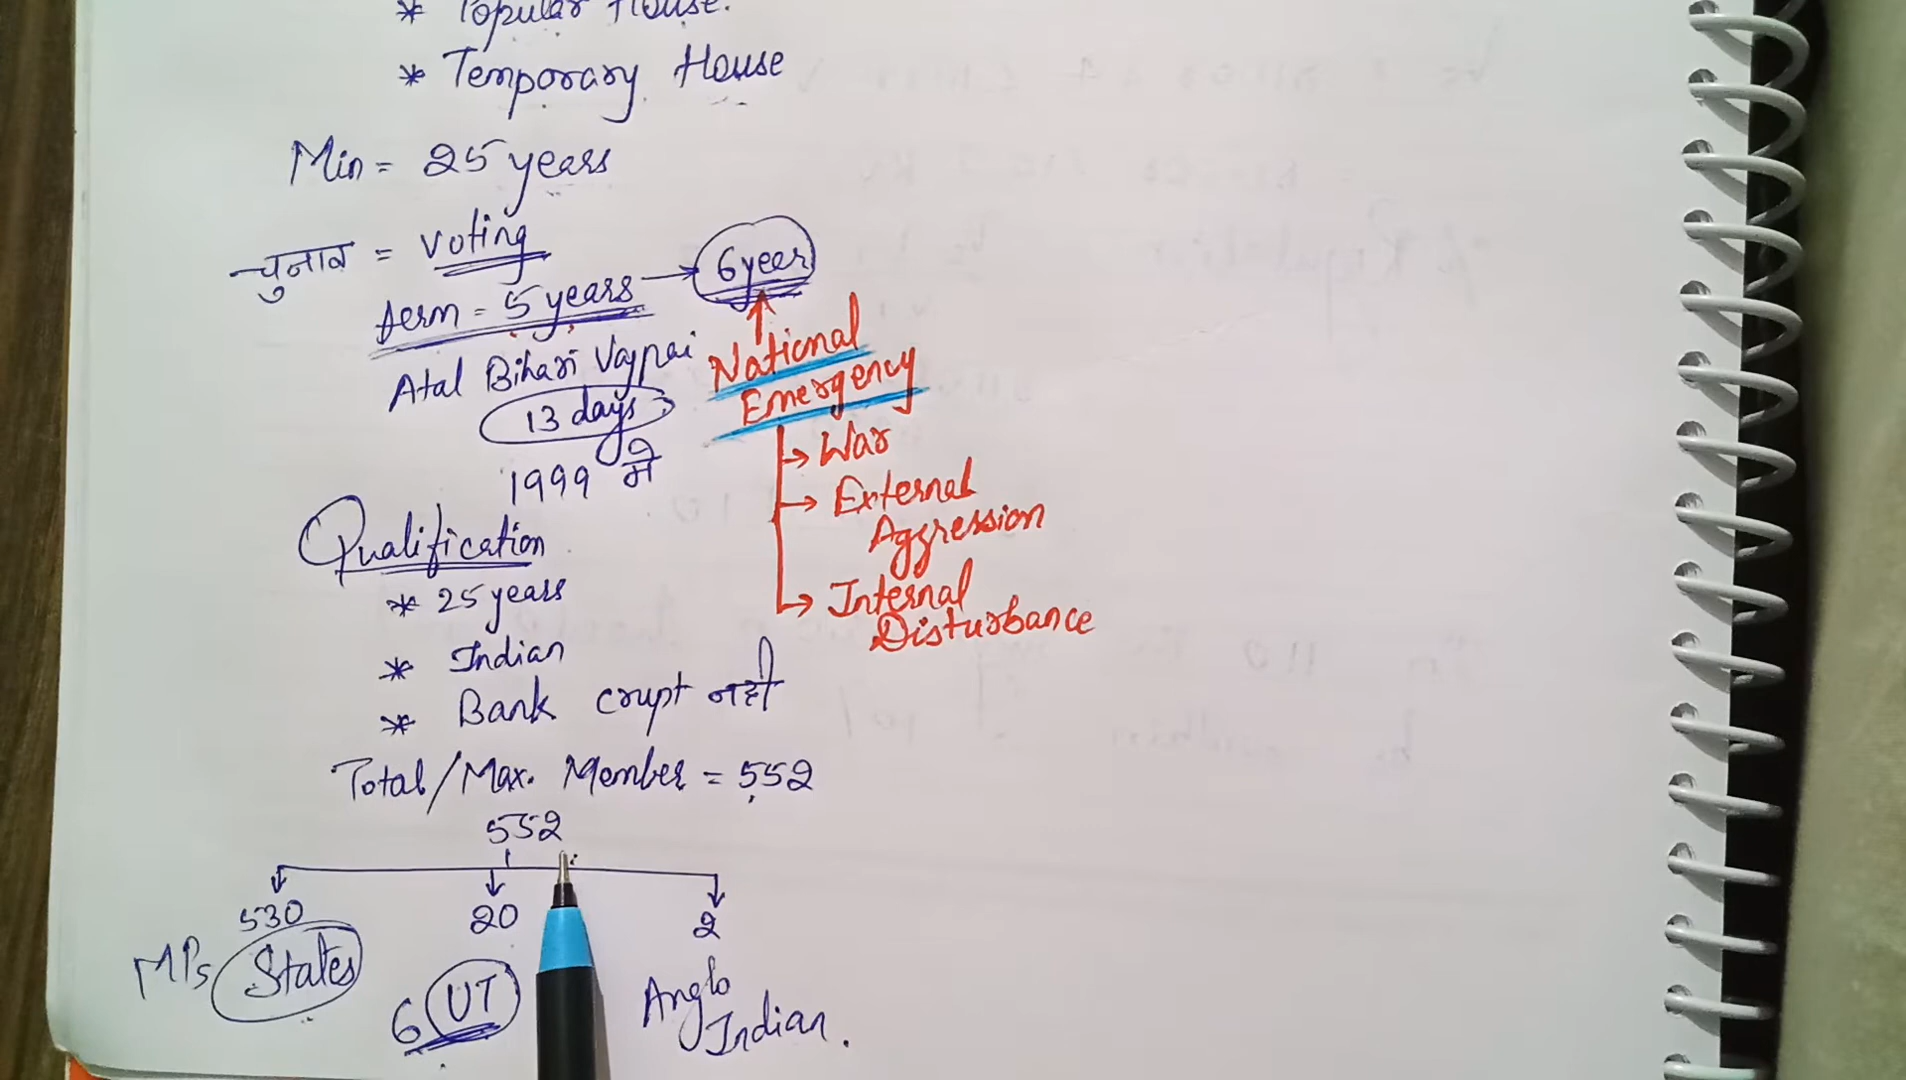 * Popular House.
* Temporary House
Min = 25 years
चुनाव = Voting
term = 5 years → 6 year
Atal Bihari Vajpai
13 days
1999 में
National
Emergency
→ War
→ External
Aggression
→ Internal
Disturbance
Qualification
* 25 years
* Indian
* Bank crupt नही
Total/Max. Member = 552
552
530 20 2
MPs States
6 UT
Anglo
Indian.